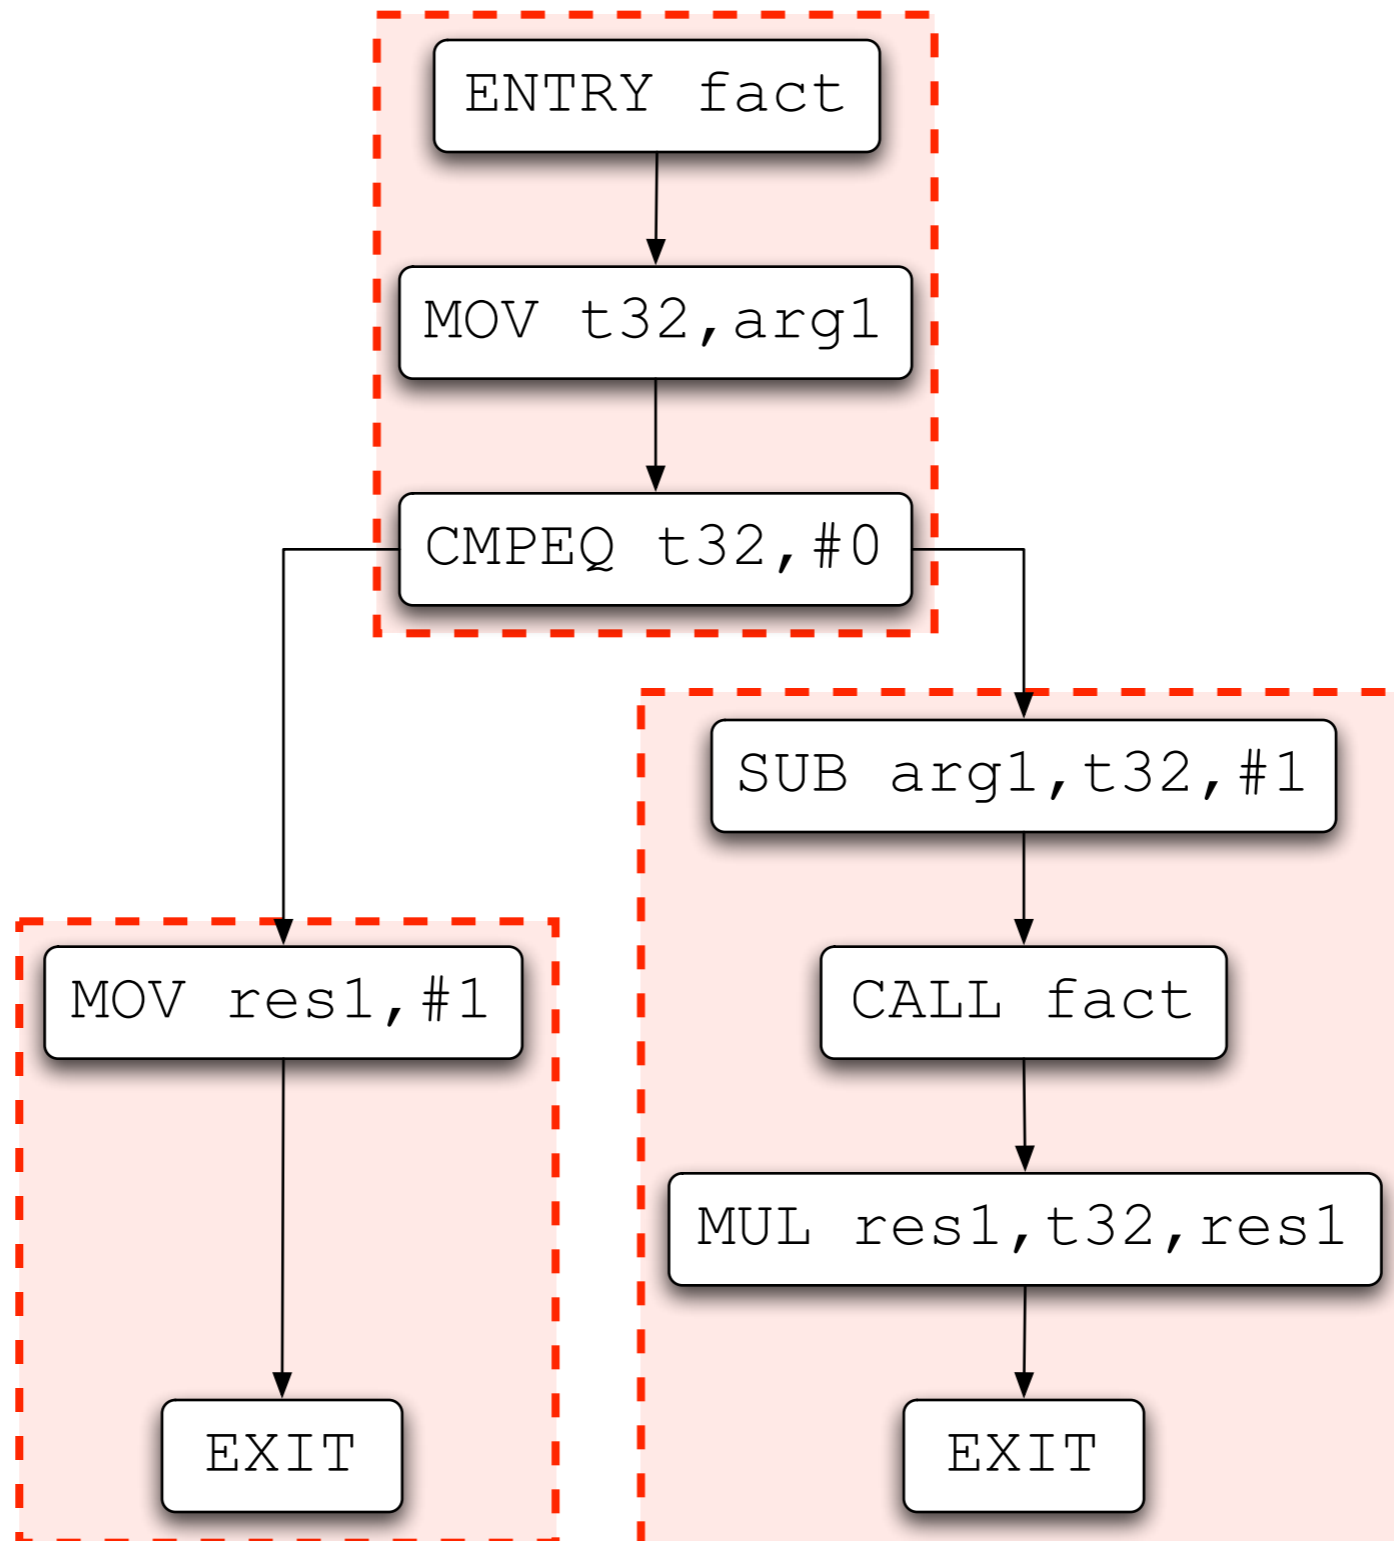 ENTRY fact
MOV t32,arg1
CMPEQ t32,#0
SUB arg1,t32,#1
MOV res1,#1
CALL fact
MUL res1,t32,res1
EXIT
EXIT